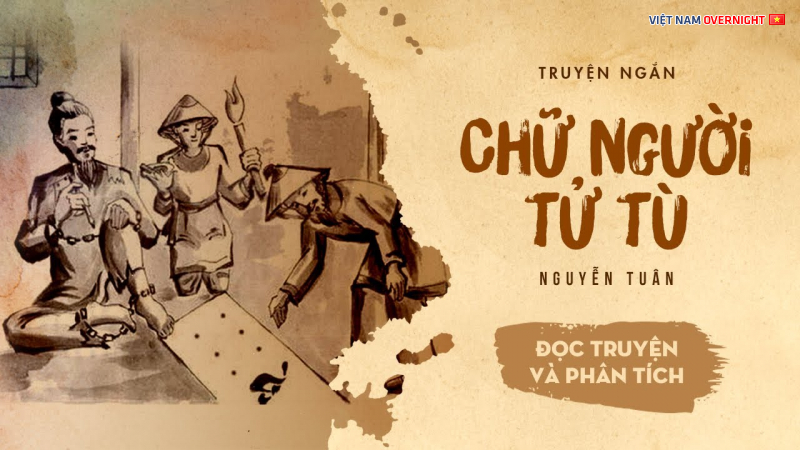 VIỆT NAM OVERNIGHT
TRUYỆN NGẮN
CHỮ NGƯỜI
TỬ TÙ
NGUYỄN TUÂN
ĐỌC TRUYỆN
VÀ PHÂN TÍCH